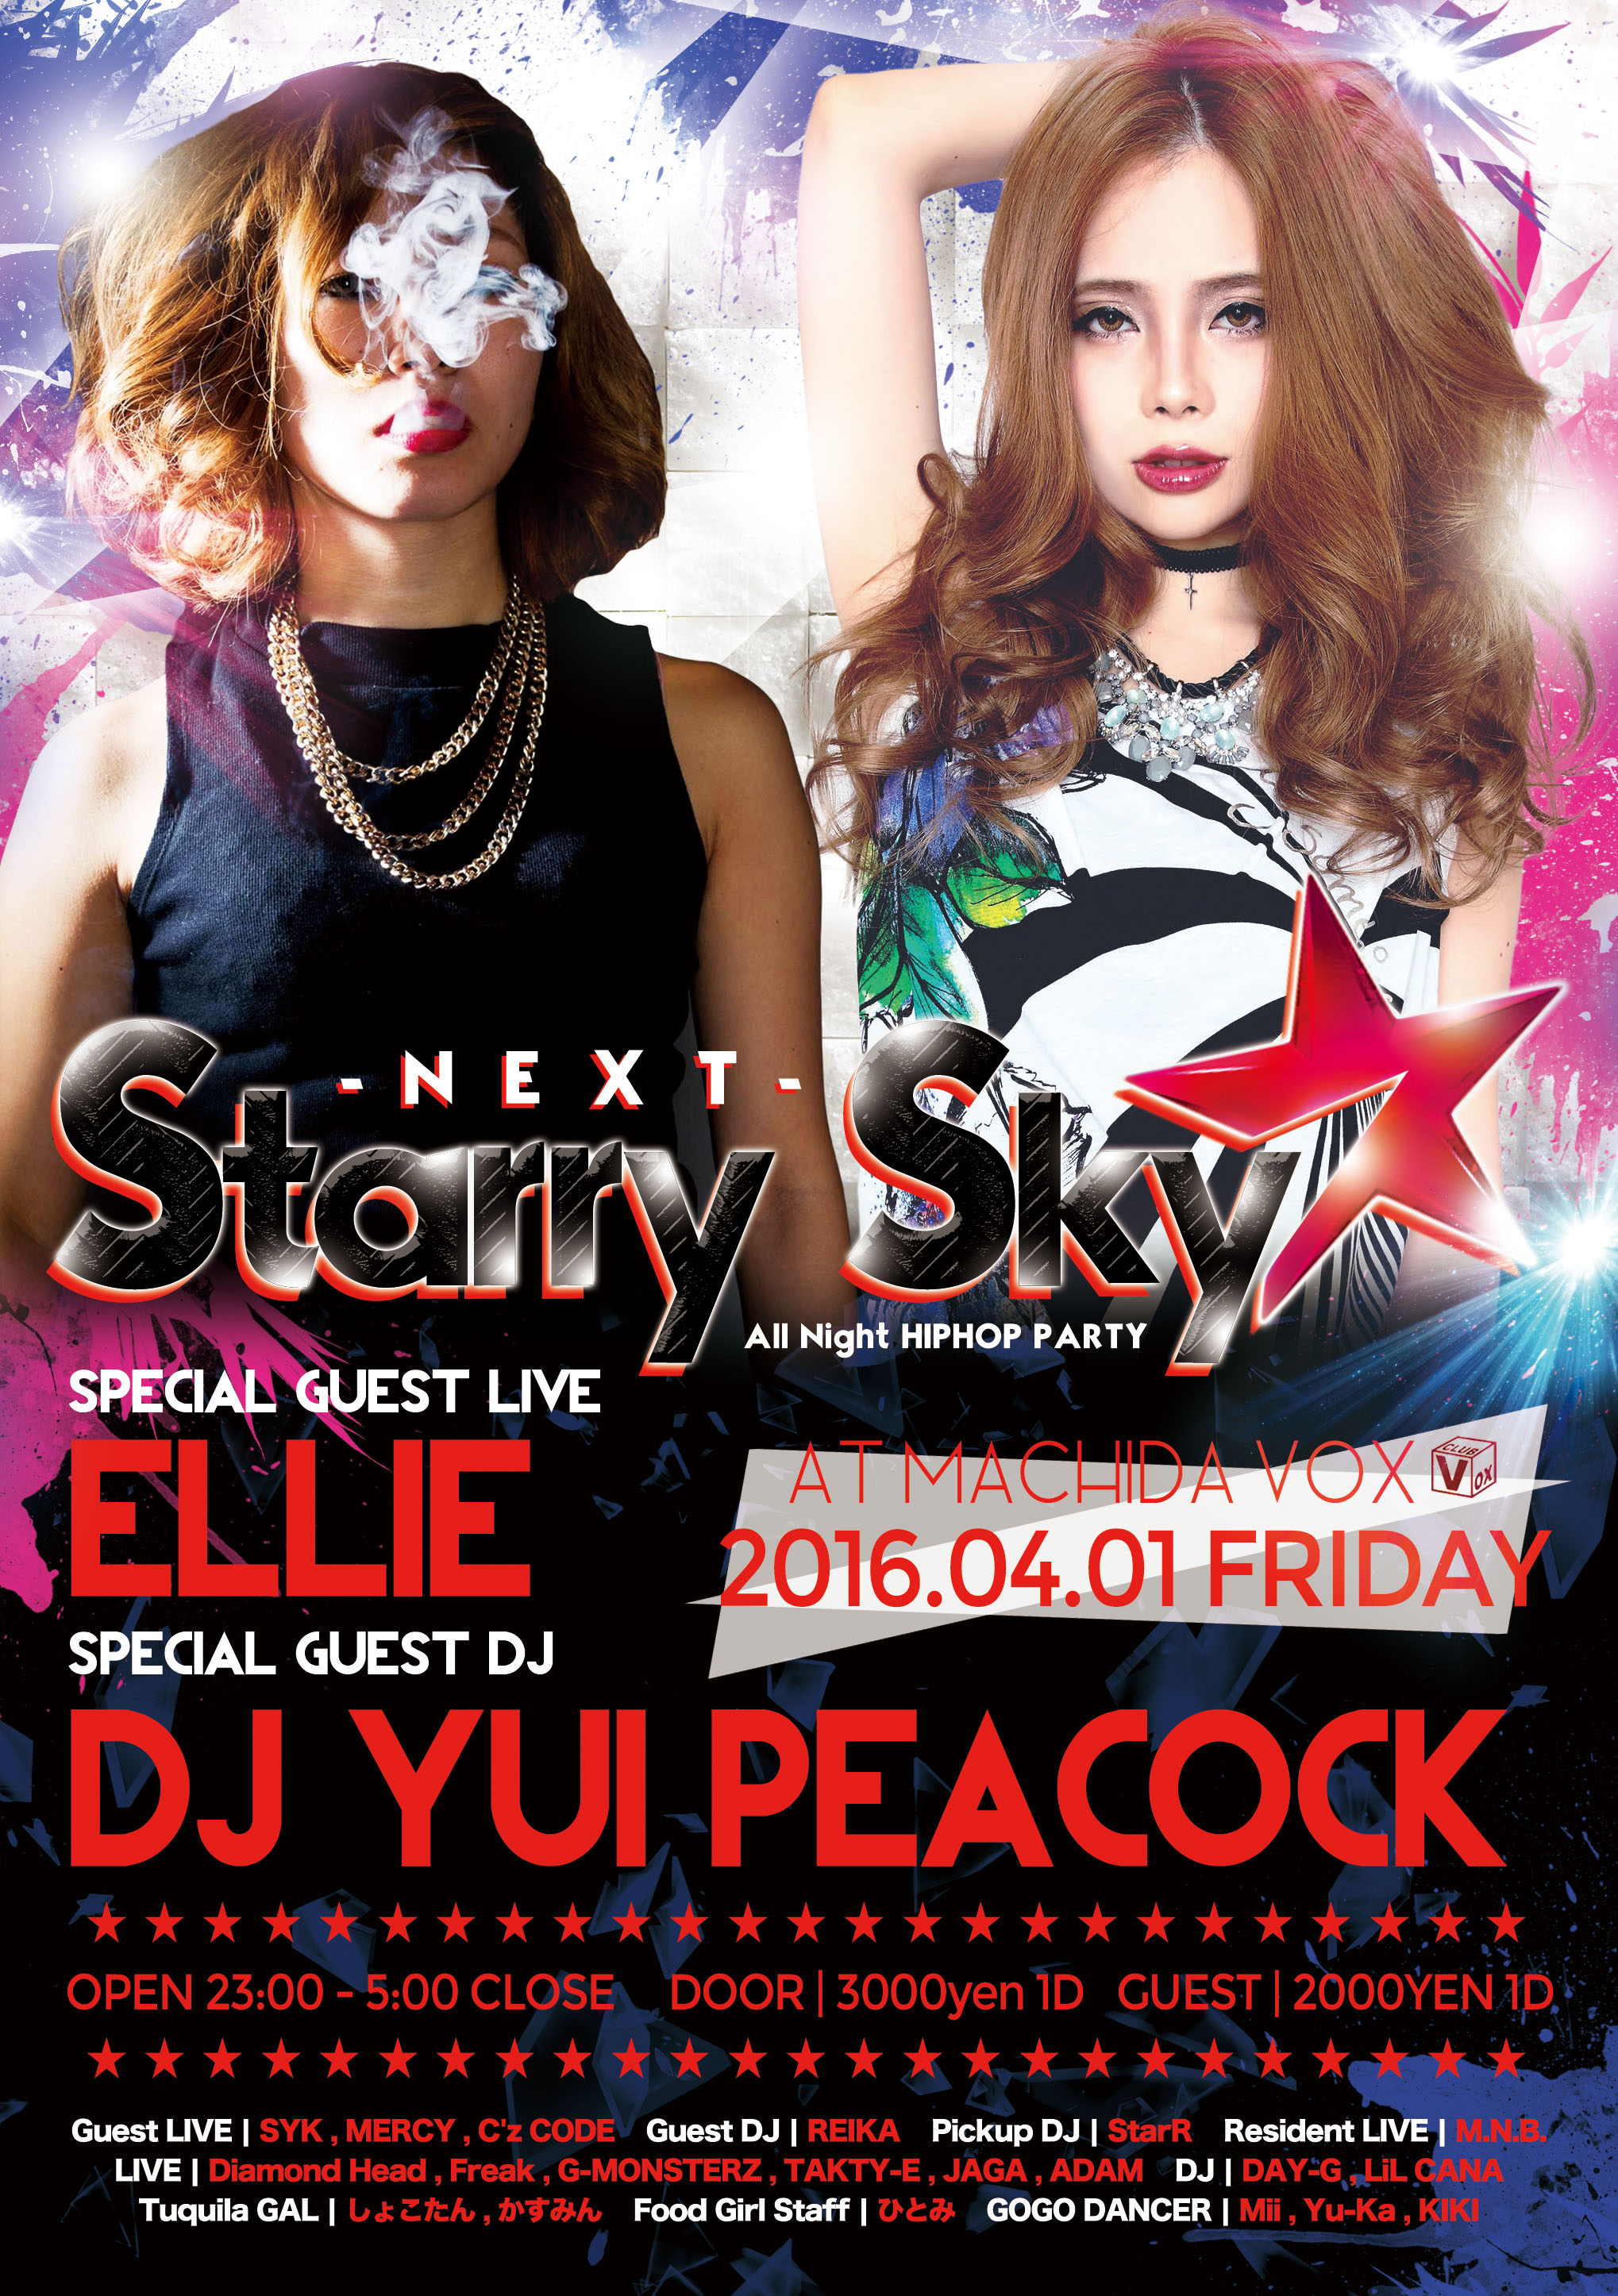 -NEXT-
Starry Sky
All Night HIPHOP PARTY
SPECIAL GUEST LIVE
ELLIE
AT MACHIDA VOX
CLUB
VOX
2016.04.01 FRIDAY
SPECIAL GUEST DJ
DJ YUI PEACOCK
★★★★★★★★★★★★★★★★★★★★★★★★★
OPEN 23:00 - 5:00 CLOSE DOOR | 3000yen 1D GUEST | 2000YEN 1D
★★★★★★★★★★★★★★★★★★★★★★★★★
Guest LIVE | SYK , MERCY , C'z CODE Guest DJ | REIKA Pickup DJ | StarR Resident LIVE | M.N.B.
LIVE | Diamond Head , Freak , G-MONSTERZ , TAKTY-E , JAGA , ADAM DJ | DAY-G , LiL CANA
Tuquila GAL | しょこたん , かすみん Food Girl Staff | ひとみ GOGO DANCER | Mii , Yu-Ka , KIKI